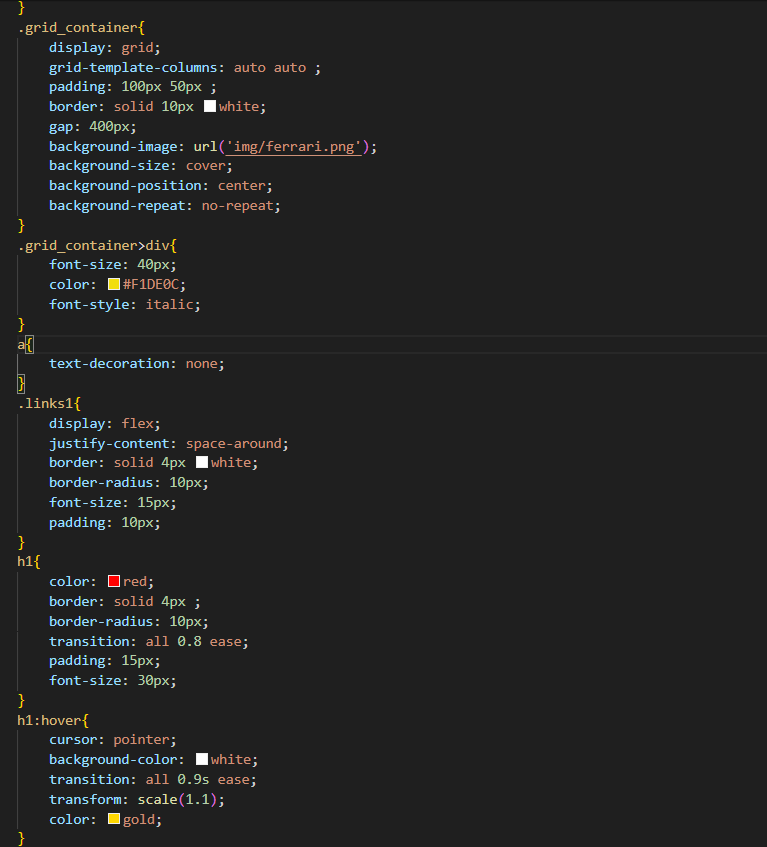 }
.grid_container{
    display: grid;
    grid-template-columns: auto auto ;
    padding: 100px 50px ;
    border: solid 10px white;
    gap: 400px;
    background-image: url('img/ferrari.png');
    background-size: cover;
    background-position: center;
    background-repeat: no-repeat;
}
.grid_container>div{
    font-size: 40px;
    color: #F1DE0C;
    font-style: italic;
}
a{
    text-decoration: none;
}
.links1{
    display: flex;
    justify-content: space-around;
    border: solid 4px white;
    border-radius: 10px;
    font-size: 15px;
    padding: 10px;
}
h1{
    color: red;
    border: solid 4px ;
    border-radius: 10px;
    transition: all 0.8 ease;
    padding: 15px;
    font-size: 30px;
}
h1:hover{
    cursor: pointer;
    background-color: white;
    transition: all 0.9s ease;
    transform: scale(1.1);
    color: gold;
}